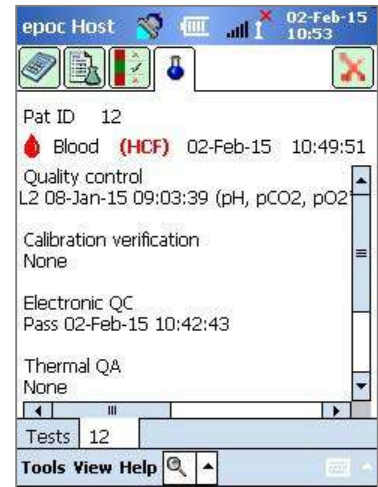 epoc Host 02-Feb-15
10:53
Pat ID 12
Blood (HCF) 02-Feb-15 10:49:51
Quality control
L2 08-Jan-15 09:03:39 (pH, pCO2, pO2
Calibration verification
None
Electronic QC
Pass 02-Feb-15 10:42:43
Thermal QA
None
Tests 12
Tools View Help